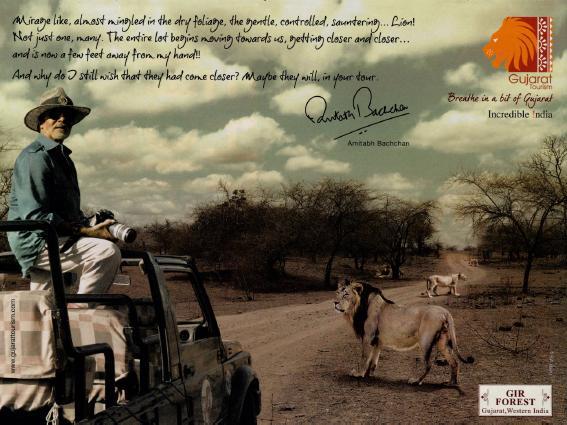 Mirage like, almost mingled in the dry foliage, the gentle, controlled, sauntering... Lion!
Not just one, many. The entire lot begins moving towards us, getting closer and closer...
and is now a few feet away from my hand!!
And why do I still wish that they had come closer? Maybe they will, in your tour.
Amitabh Bachchan
Amitabh Bachchan
Gujarat
Tourism
Breathe in a bit of Gujarat
Incredible !ndia
www.gujarattourism.com
GIR
FOREST
Gujarat, Western India